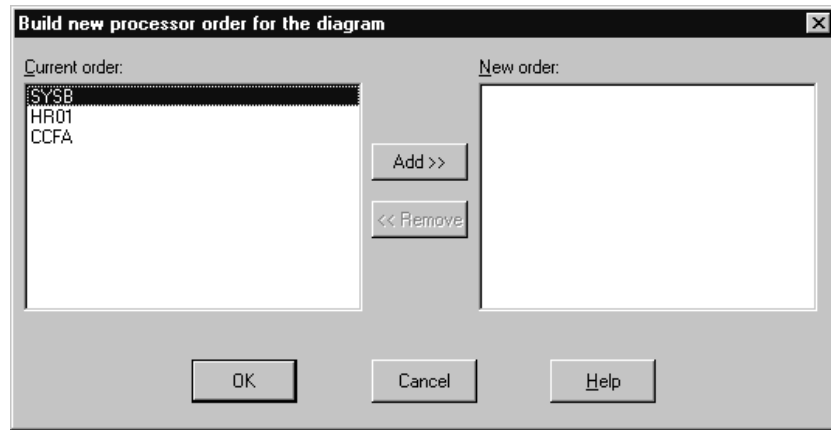 Build new processor order for the diagram
Current order:
New order:
SYSB
HR01
CCFA
Add >>
<< Remove
OK
Cancel
Help